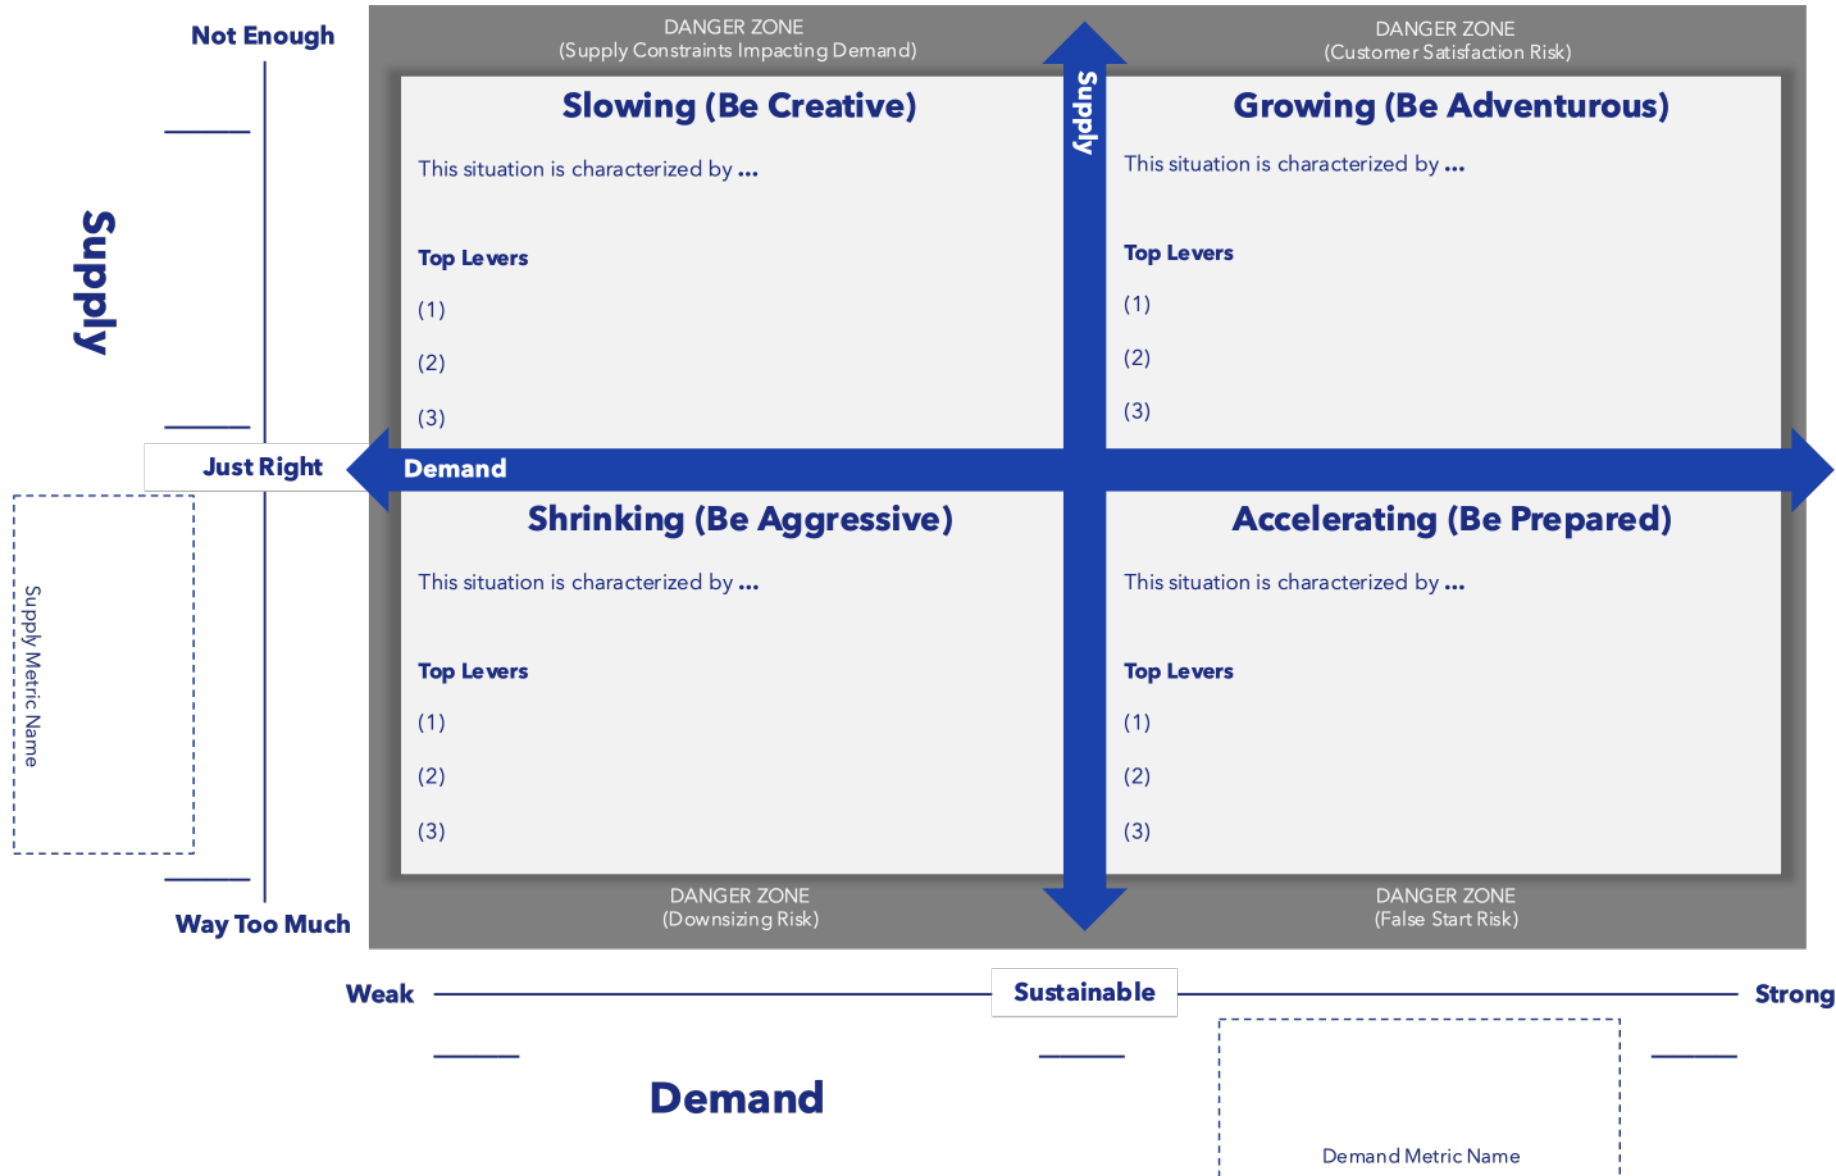 Not Enough
DANGER ZONE
(Supply Constraints Impacting Demand)
DANGER ZONE
(Customer Satisfaction Risk)
Supply
Slowing (Be Creative)
This situation is characterized by ...
Top Levers
(1)
(2)
(3)
Supply
Growing (Be Adventurous)
This situation is characterized by ...
Top Levers
(1)
(2)
(3)
Just Right
Demand
Supply Metric Name
Shrinking (Be Aggressive)
This situation is characterized by ...
Top Levers
(1)
(2)
(3)
Accelerating (Be Prepared)
This situation is characterized by ...
Top Levers
(1)
(2)
(3)
Way Too Much
DANGER ZONE
(Downsizing Risk)
DANGER ZONE
(False Start Risk)
Weak
Sustainable
Strong
Demand
Demand Metric Name